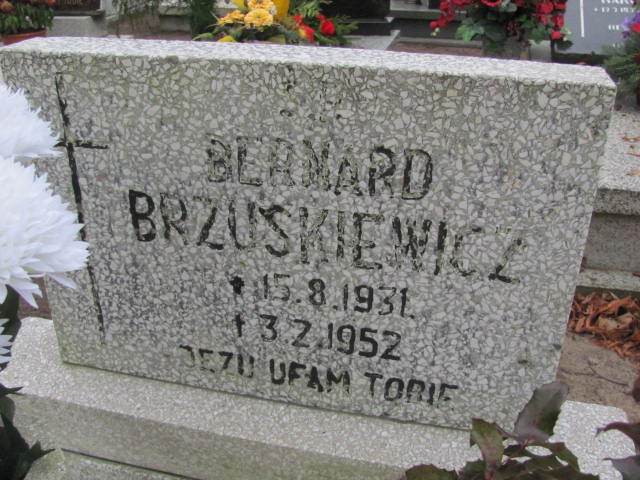 Ś.P.
BERNARD
BRZUSKIEWICZ
* 15.8.1931.
† 3.2.1952
JEZU UFAM TOBIE